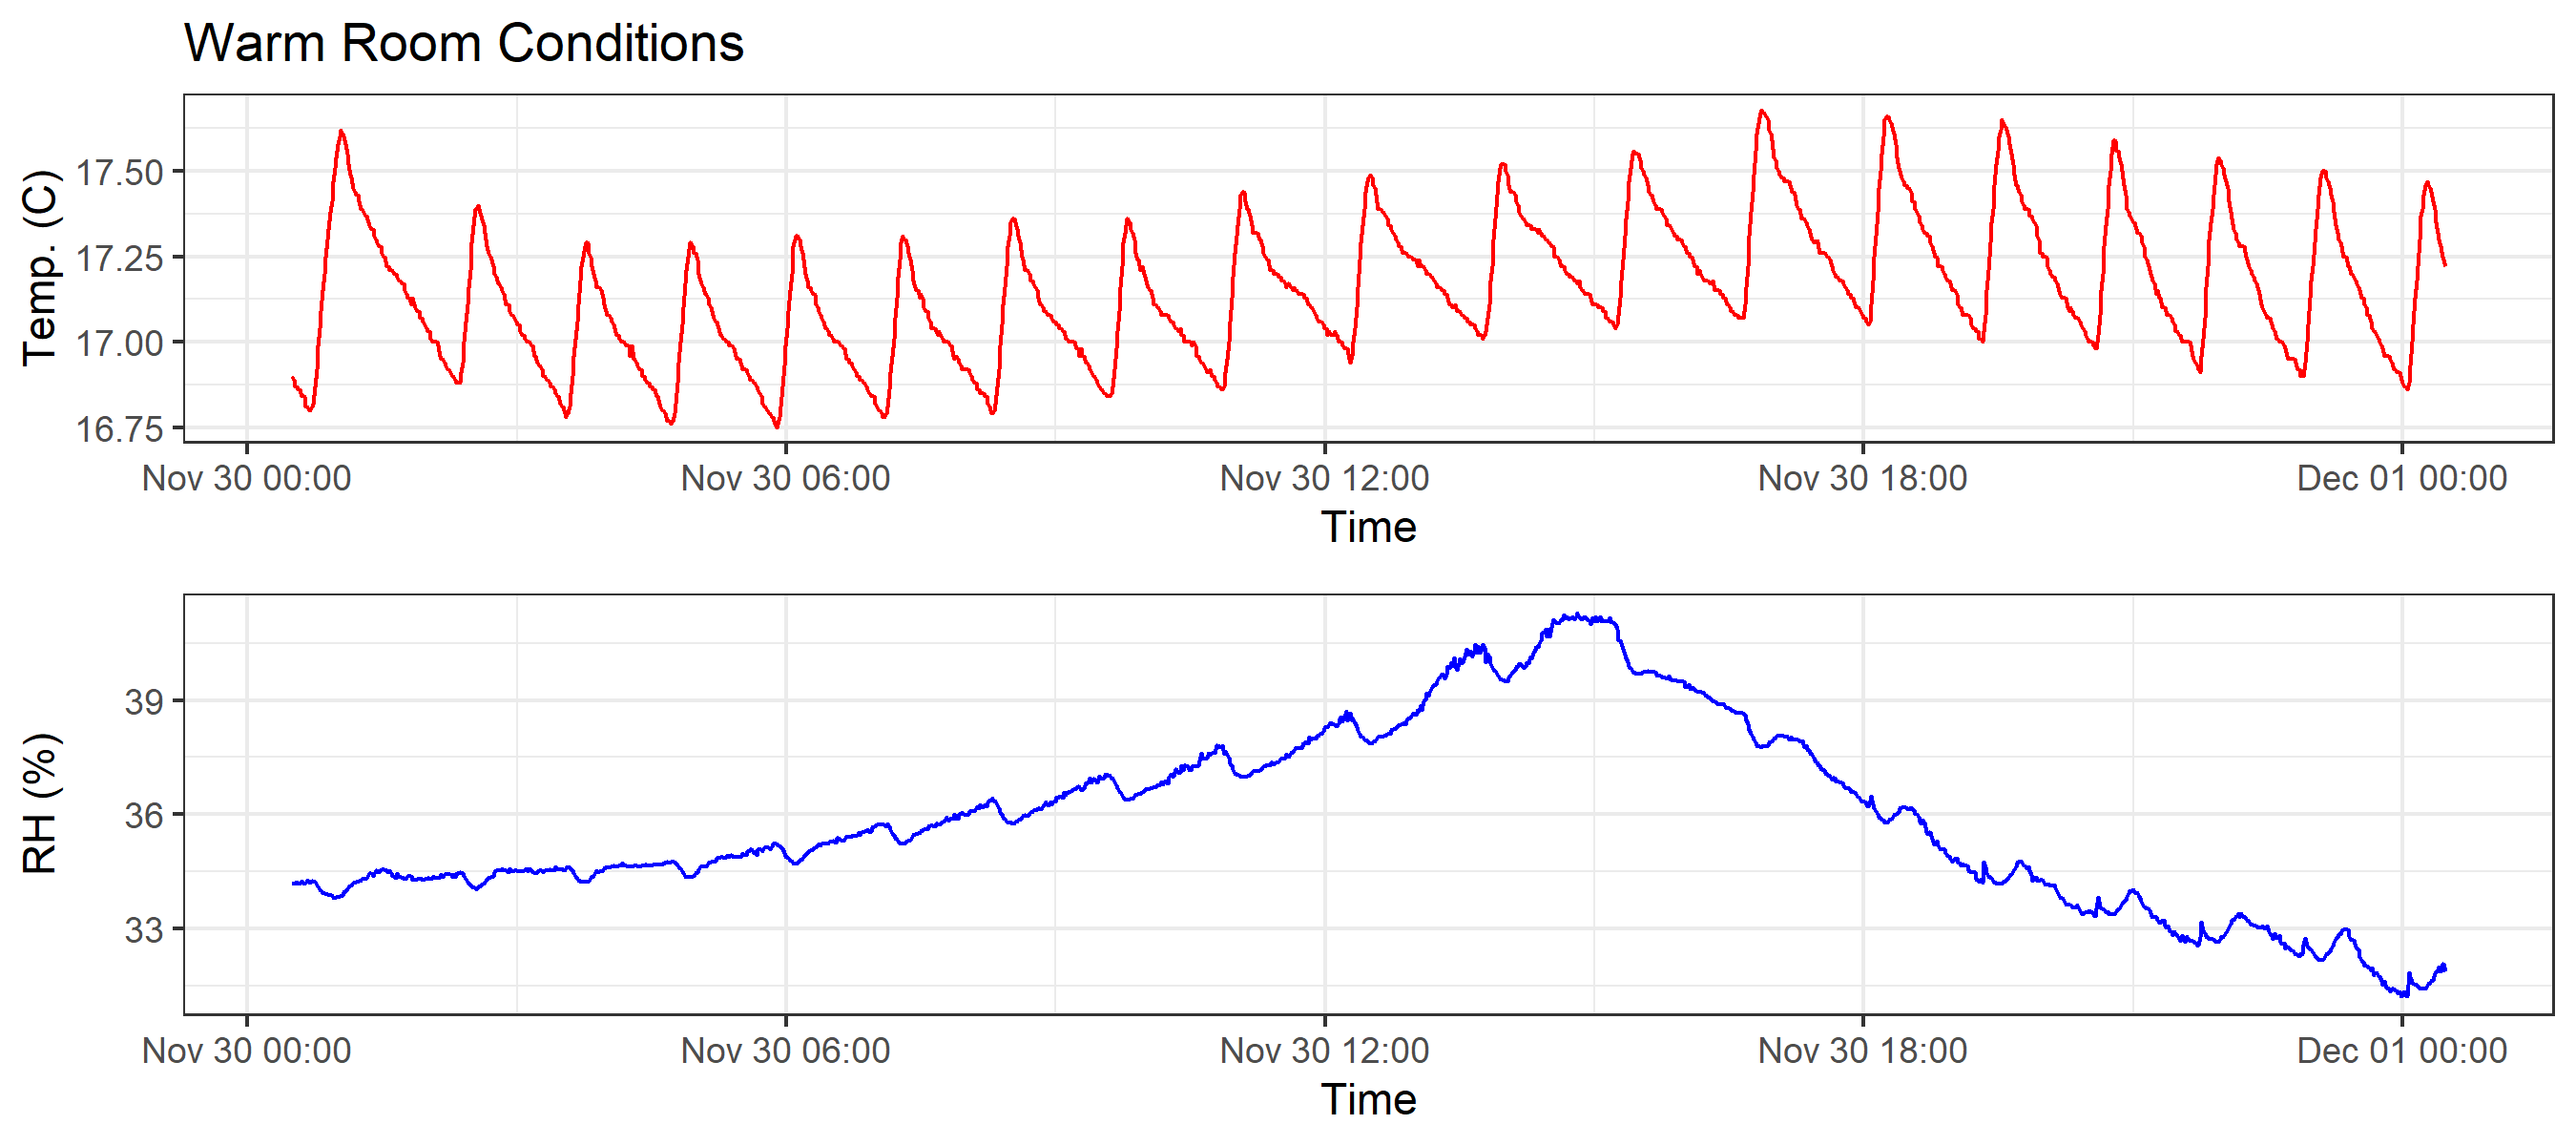 Warm Room Conditions
Temp. (C)
17.50
17.25
17.00
16.75
Nov 30 00:00 Nov 30 06:00 Nov 30 12:00 Nov 30 18:00 Dec 01 00:00
Time
RH (%)
39
36
33
Nov 30 00:00 Nov 30 06:00 Nov 30 12:00 Nov 30 18:00 Dec 01 00:00
Time